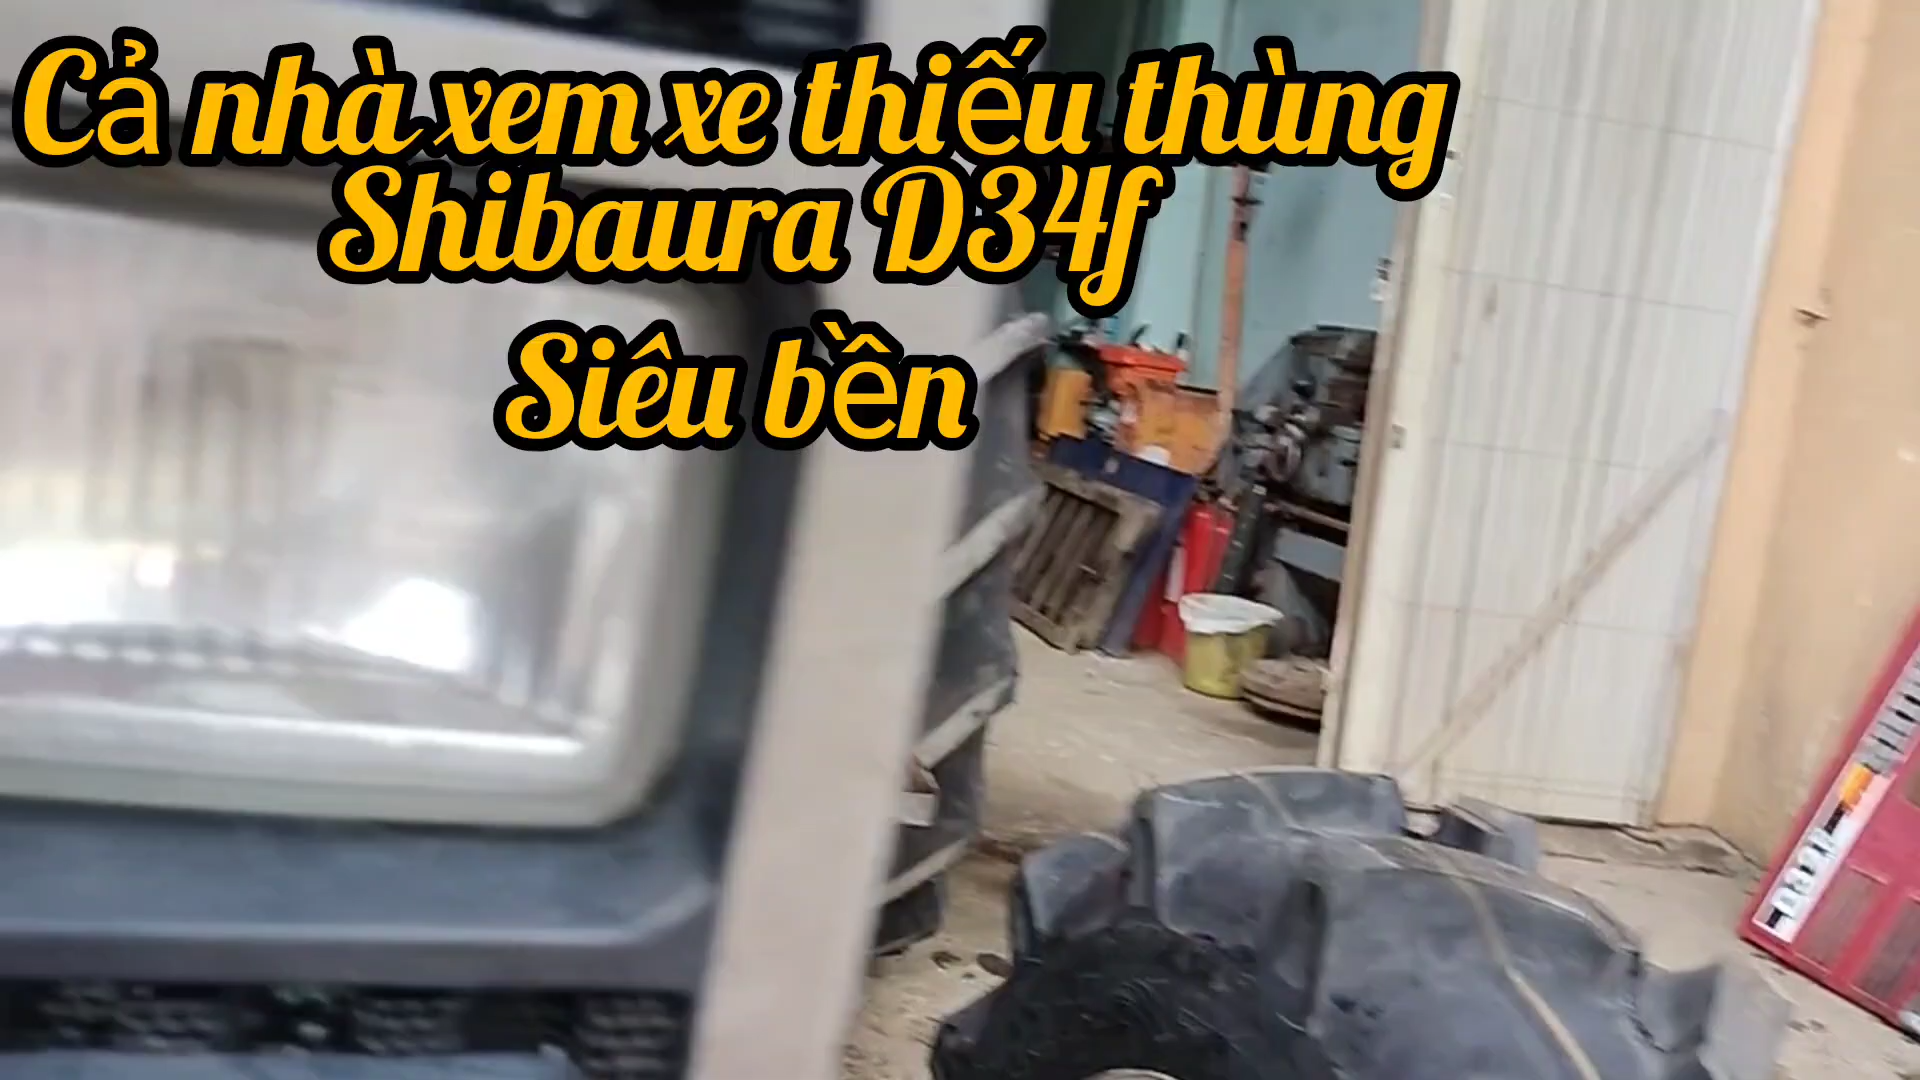 Cả nhà xem xe thiếu thùng
Shibaura D34f
Siêu bền